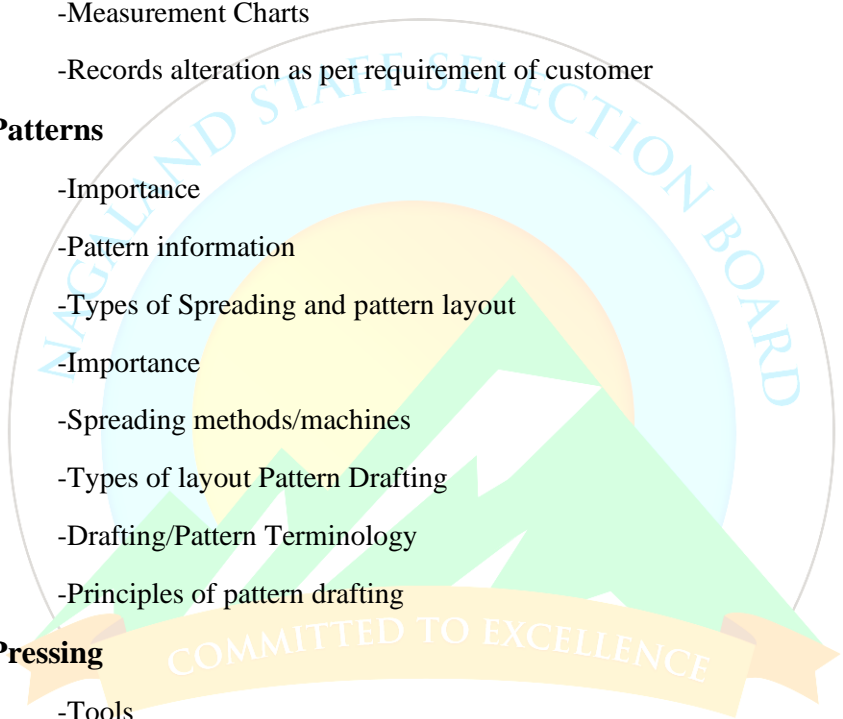 -Measurement Charts
-Records alteration as per requirement of customer
Patterns
-Importance
-Pattern information
-Types of Spreading and pattern layout
-Importance
-Spreading methods/machines
-Types of layout Pattern Drafting
-Drafting/Pattern Terminology
-Principles of pattern drafting
Pressing
-Tools
NAGALAND STAFF SELECTION BOARD
COMMITTED TO EXCELLENCE